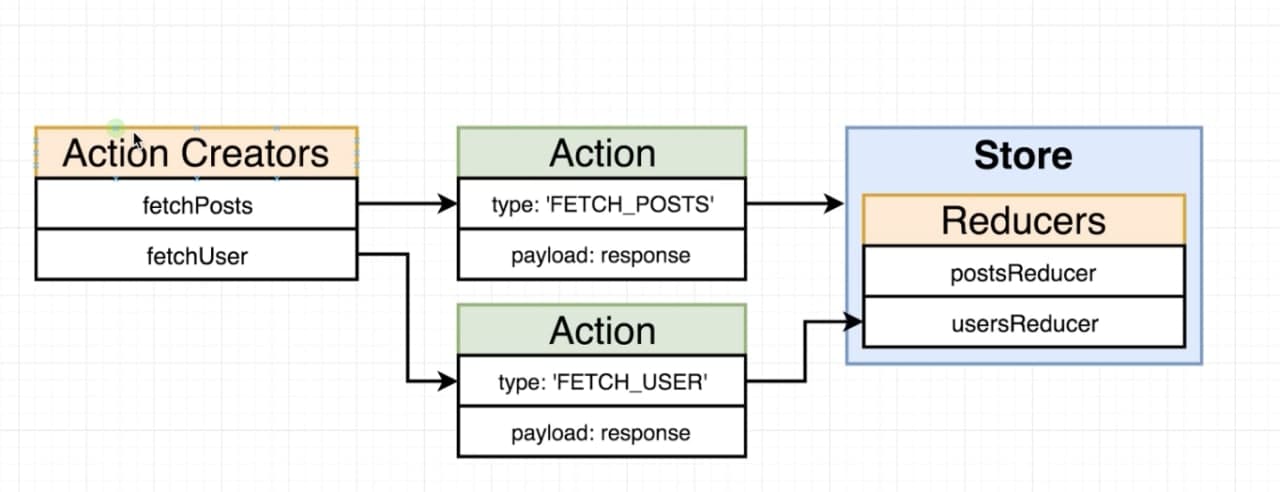 Action Creators
fetchPosts
fetchUser
Action
type: 'FETCH_POSTS'
payload: response
Action
type: 'FETCH_USER'
payload: response
Store
Reducers
postsReducer
usersReducer